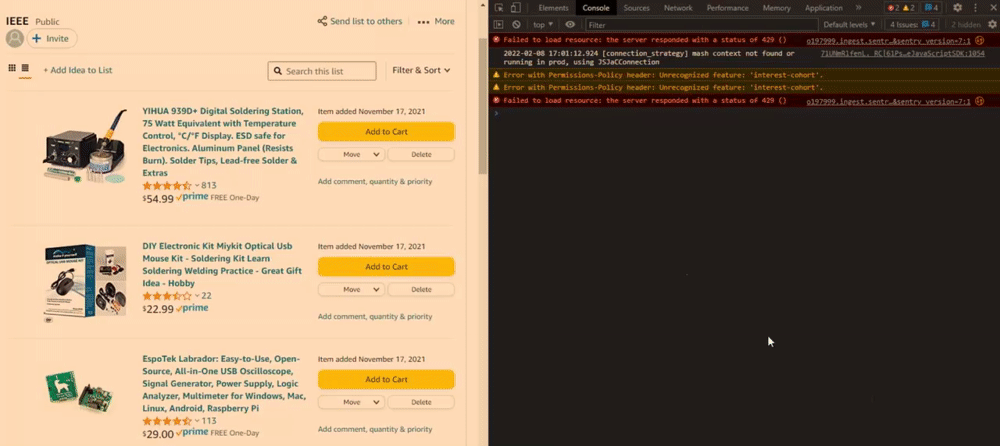 IEEE Public
Send list to others
More
Invite
+ Add Idea to List
Search this list
Filter & Sort
YIHUA 939D+ Digital Soldering Station,
75 Watt Equivalent with Temperature
Control, °C/°F Display. ESD safe for
Electronics. Aluminum Panel (Resists
Burn). Solder Tips, Lead-free Solder &
Extras
813
$54.99 prime FREE One-Day
Item added November 17, 2021
Add to Cart
Move
Delete
Add comment, quantity & priority
DIY Electronic Kit Miykit Optical Usb
Mouse Kit - Soldering Kit Learn
Soldering Welding Practice - Great Gift
Idea - Hobby
22
$22.99 prime
Item added November 17, 2021
Add to Cart
Move
Delete
Add comment, quantity & priority
EspoTek Labrador: Easy-to-Use, Open-
Source, All-in-One USB Oscilloscope,
Signal Generator, Power Supply, Logic
Analyzer, Multimeter for Windows, Mac,
Linux, Android, Raspberry Pi
113
$29.00 prime FREE One-Day
Item added November 17, 2021
Add to Cart
Move
Delete
Add comment, quantity & priority
Elements Console Sources Network Performance Memory Application » 2 2 4
top Filter Default levels 4 Issues: 4 2 hidden
Failed to load resource: the server responded with a status of 429 () o197999.ingest.sentr…&sentry_version=7:1
2022-02-08 17:01:12.924 [connection_strategy] mash context not found or
running in prod, using JSJaCConnection
Error with Permissions-Policy header: Unrecognized feature: 'interest-cohort'.
Error with Permissions-Policy header: Unrecognized feature: 'interest-cohort'.
Failed to load resource: the server responded with a status of 429 () o197999.ingest.sentr…&sentry_version=7:1